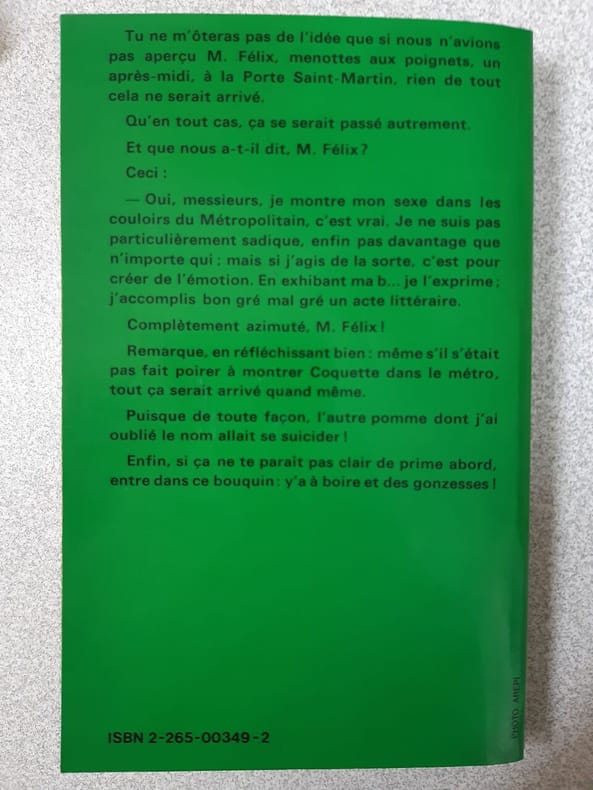 Tu ne m'ôteras pas de l'idée que si nous n'avions
pas aperçu M. Félix, menottes aux poignets, un
après-midi, à la Porte Saint-Martin, rien de tout
cela ne serait arrivé.
Qu'en tout cas, ça se serait passé autrement.
Et que nous a-t-il dit, M. Félix ?
Ceci :
— Oui, messieurs, je montre mon sexe dans les
couloirs du Métropolitain, c'est vrai. Je ne suis pas
particulièrement sadique, enfin pas davantage que
n'importe qui ; mais si j'agis de la sorte, c'est pour
créer de l'émotion. En exhibant ma b... je l'exprime ;
j'accomplis bon gré mal gré un acte littéraire.
Complètement azimuté, M. Félix !
Remarque, en réfléchissant bien : même s'il s'était
pas fait poirer à montrer Coquette dans le métro,
tout ça serait arrivé quand même.
Puisque de toute façon, l'autre pomme dont j'ai
oublié le nom allait se suicider !
Enfin, si ça ne te paraît pas clair de prime abord,
entre dans ce bouquin : y'a à boire et des gonzesses !
ISBN 2-265-00349-2
PHOTO AREPI